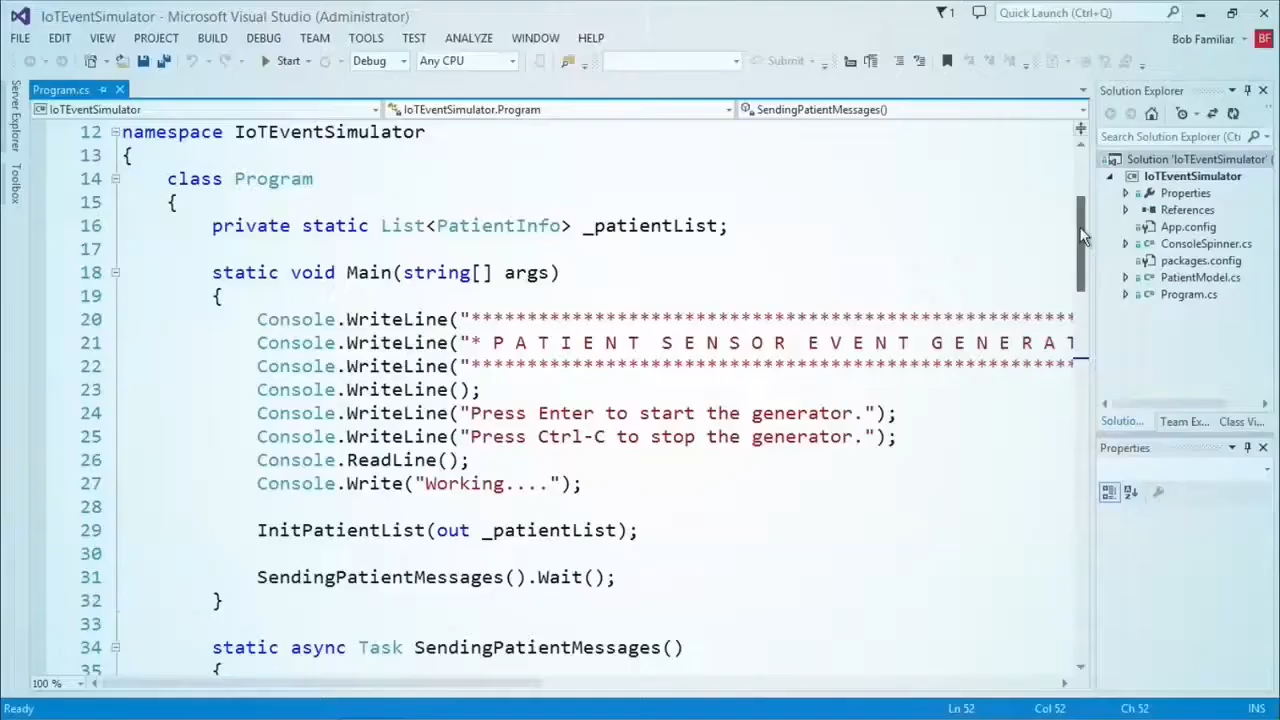 IoTEventSimulator - Microsoft Visual Studio (Administrator)
1
Quick Launch (Ctrl+Q)
FILE EDIT VIEW PROJECT BUILD DEBUG TEAM TOOLS TEST ANALYZE WINDOW HELP
Bob Familiar BF
Start Debug Any CPU Submit
Server Explorer
Toolbox
Program.cs
IoTEventSimulator IoTEventSimulator.Program SendingPatientMessages()
12 namespace IoTEventSimulator
13 {
14 class Program
15 {
16 private static List<PatientInfo> _patientList;
17
18 static void Main(string[] args)
19 {
20 Console.WriteLine("******************************************************
21 Console.WriteLine("* P A T I E N T  S E N S O R  E V E N T  G E N E R A T
22 Console.WriteLine("******************************************************
23 Console.WriteLine();
24 Console.WriteLine("Press Enter to start the generator.");
25 Console.WriteLine("Press Ctrl-C to stop the generator.");
26 Console.ReadLine();
27 Console.Write("Working....");
28
29 InitPatientList(out _patientList);
30
31 SendingPatientMessages().Wait();
32 }
33
34 static async Task SendingPatientMessages()
35 {
100 %
Solution Explorer
Search Solution Explorer (Ctrl
Solution 'IoTEventSimulator' (
IoTEventSimulator
Properties
References
App.config
ConsoleSpinner.cs
packages.config
PatientModel.cs
Program.cs
Solutio... Team Ex... Class Vi...
Properties
Ready Ln 52 Col 52 Ch 52 INS